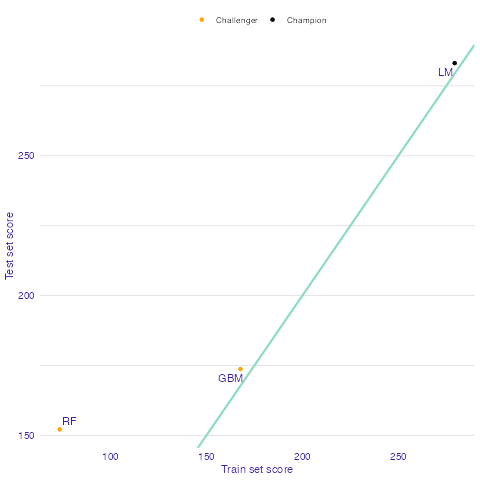 Challenger Champion
LM
250
Test set score
200
GBM
RF
150
100 150 200 250
Train set score